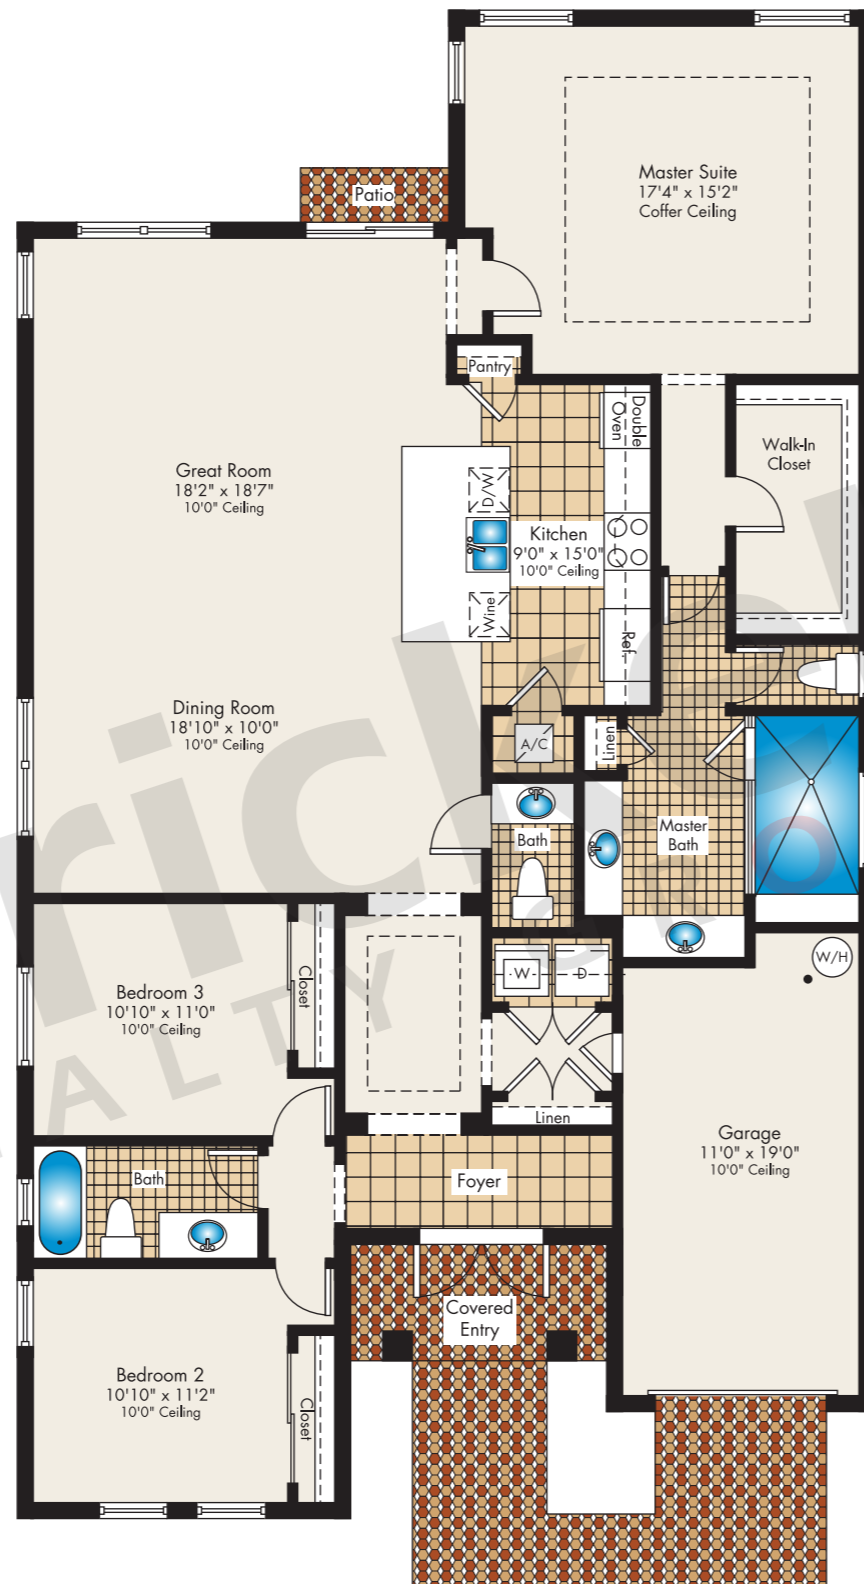 Master Suite
17'4" x 15'2"
Coffer Ceiling
Patio
Pantry
Double
Oven
Walk-In
Closet
Great Room
18'2" x 18'7"
10'0" Ceiling
D/W
Kitchen
9'0" x 15'0"
10'0" Ceiling
Wine
Ref.
Dining Room
18'10" x 10'0"
10'0" Ceiling
A/C
Linen
Bath
Master
Bath
W/H
W
D
Closet
Bedroom 3
10'10" x 11'0"
10'0" Ceiling
Linen
Garage
11'0" x 19'0"
10'0" Ceiling
Bath
Foyer
Covered
Entry
Bedroom 2
10'10" x 11'2"
10'0" Ceiling
Closet